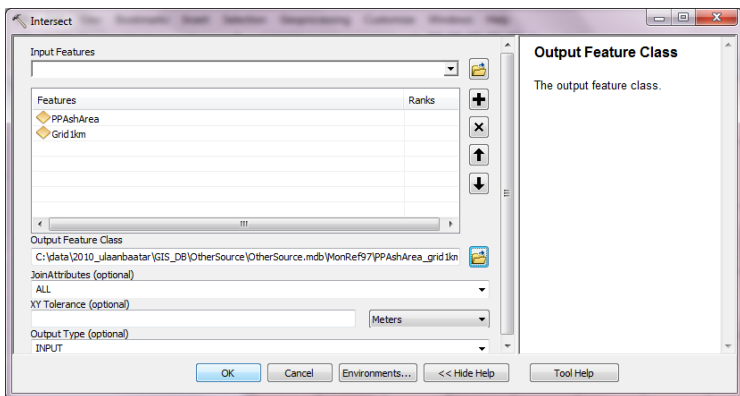 Intersect
Input Features
Features Ranks
PPAshArea
Grid1km
Output Feature Class
C:\data\2010_ulaanbaatar\GIS_DB\OtherSource\OtherSource.mdb\MonRef97\PPAshArea_grid1km
JoinAttributes (optional)
ALL
XY Tolerance (optional)
Meters
Output Type (optional)
INPUT
OK Cancel Environments... << Hide Help Tool Help
Output Feature Class
The output feature class.